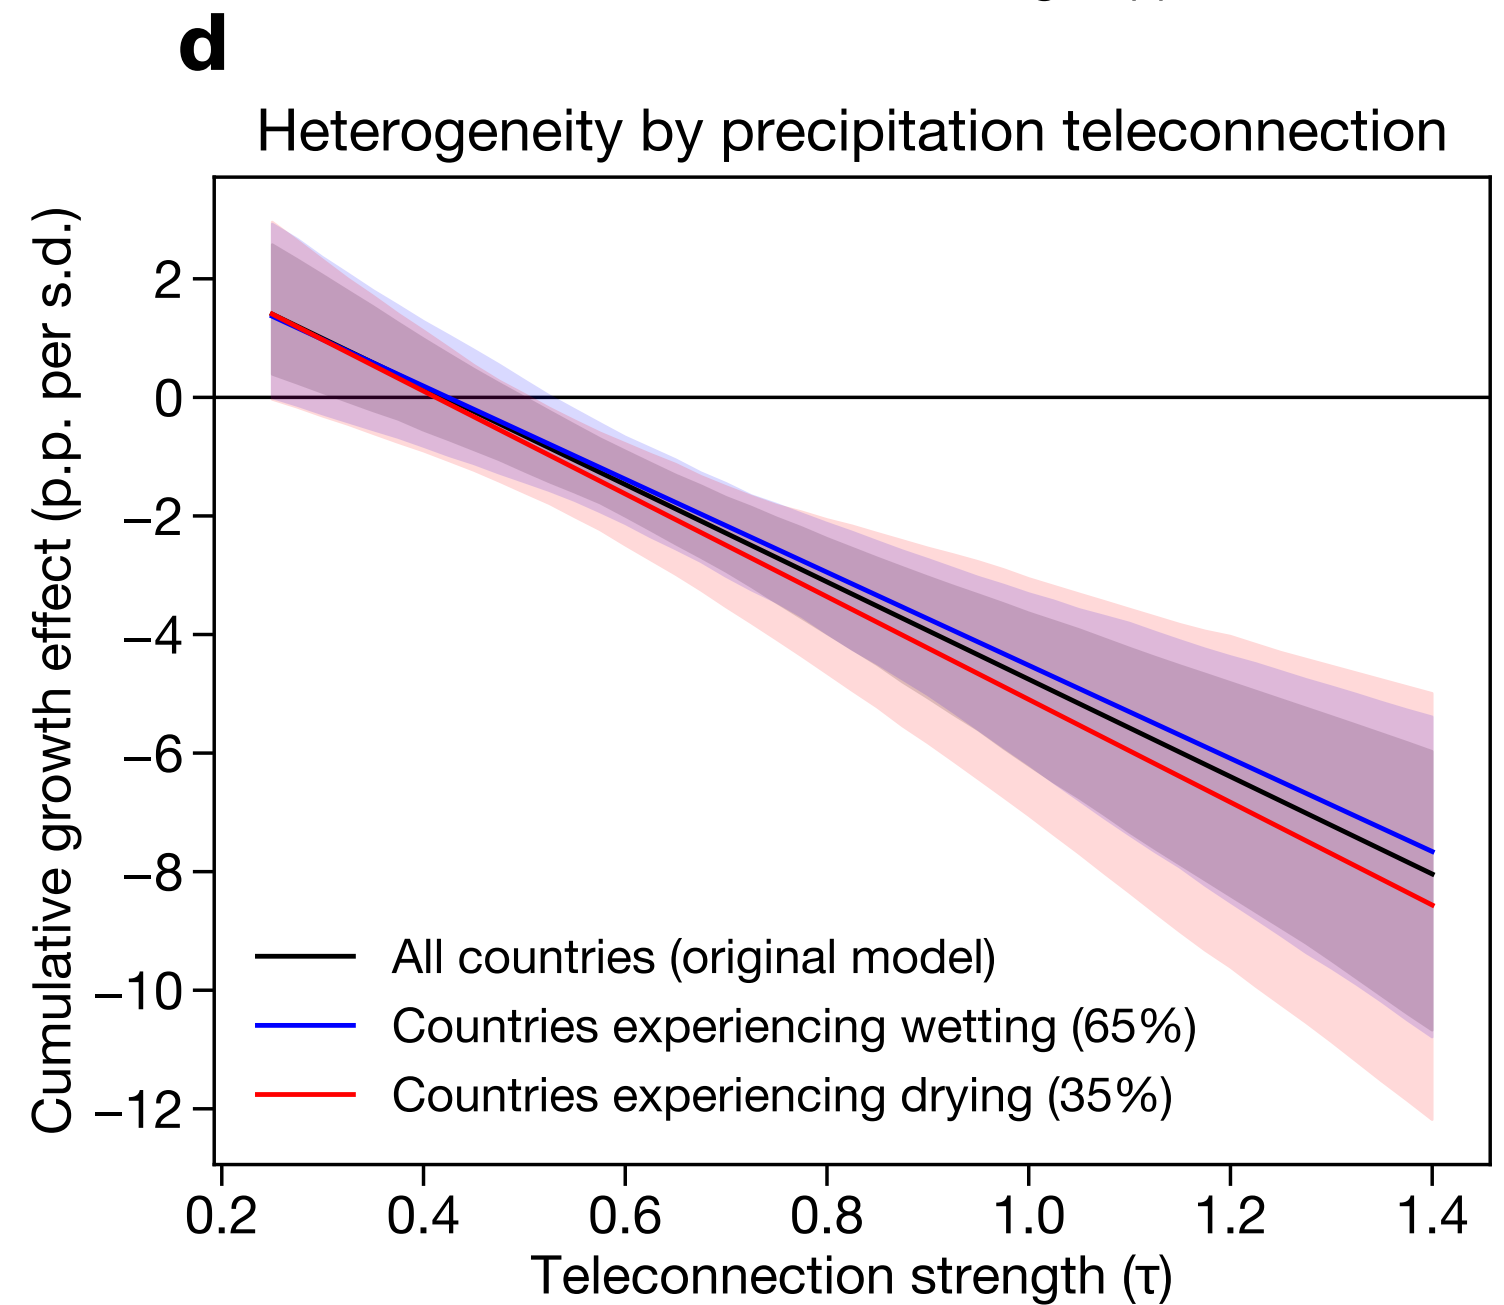 d
Heterogeneity by precipitation teleconnection
Cumulative growth effect (p.p. per s.d.)
2
0
−2
−4
−6
−8
−10
−12
All countries (original model)
Countries experiencing wetting (65%)
Countries experiencing drying (35%)
0.2 0.4 0.6 0.8 1.0 1.2 1.4
Teleconnection strength (τ)